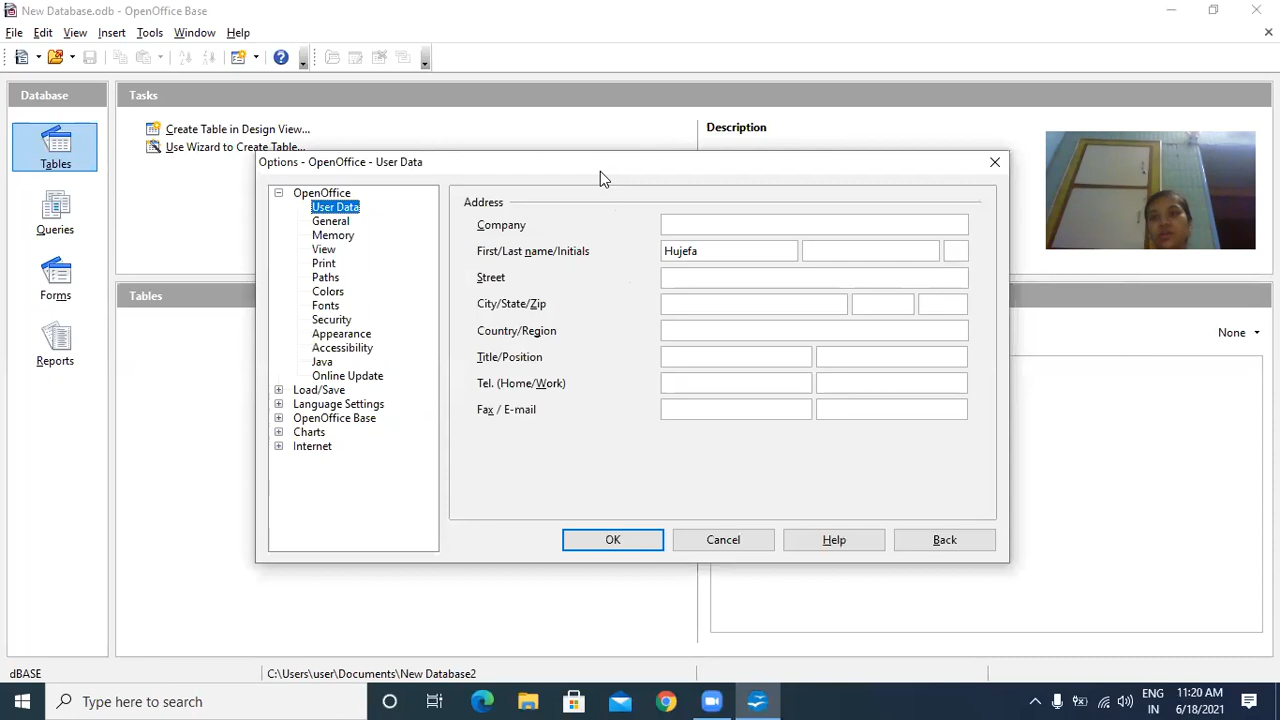 New Database.odb - OpenOffice Base
File Edit View Insert Tools Window Help
Database
Tasks
Create Table in Design View...
Use Wizard to Create Table...
Description
Tables
Queries
Forms
Reports
Tables
None
Options - OpenOffice - User Data
OpenOffice
User Data
General
Memory
View
Print
Paths
Colors
Fonts
Security
Appearance
Accessibility
Java
Online Update
Load/Save
Language Settings
OpenOffice Base
Charts
Internet
Address
Company
First/Last name/Initials Hujefa
Street
City/State/Zip
Country/Region
Title/Position
Tel. (Home/Work)
Fax / E-mail
OK Cancel Help Back
dBASE C:\Users\user\Documents\New Database2
Type here to search
ENG
IN
11:20 AM
6/18/2021